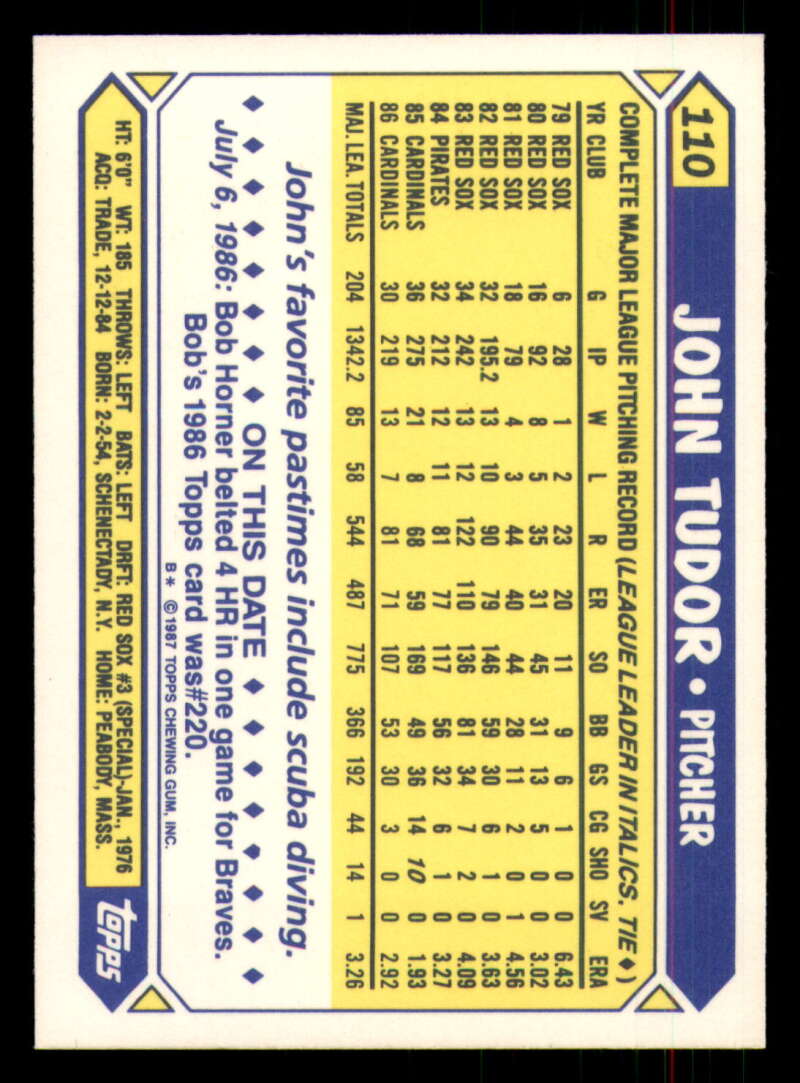 110
JOHN TUDOR • PITCHER
COMPLETE MAJOR LEAGUE PITCHING RECORD (LEAGUE LEADER IN ITALICS. TIE ♦)
YR CLUB G IP W L R ER SO BB GS CG SHO SV ERA
79 RED SOX 6 28 1 2 23 20 11 9 6 1 0 0 6.43
80 RED SOX 16 92 8 5 35 31 45 31 13 5 0 0 3.02
81 RED SOX 18 79 4 3 44 40 44 28 11 2 0 1 4.56
82 RED SOX 32 195.2 13 10 90 79 146 59 30 6 1 0 3.63
83 RED SOX 34 242 13 12 122 110 136 81 34 7 2 0 4.09
84 PIRATES 32 212 12 11 81 77 117 56 32 6 1 0 3.27
85 CARDINALS 36 275 21 8 68 59 169 49 36 14 10 0 1.93
86 CARDINALS 30 219 13 7 81 71 107 53 30 3 0 0 2.92
MAJ. LEA. TOTALS 204 1342.2 85 58 544 487 775 366 192 44 14 1 3.26
John's favorite pastimes include scuba diving.
♦ ♦ ♦ ♦ ♦ ♦ ♦ ♦ ON THIS DATE ♦ ♦ ♦ ♦ ♦ ♦ ♦ ♦
July 6, 1986: Bob Horner belted 4 HR in one game for Braves.
Bob's 1986 Topps card was#220.
B* ©1987 TOPPS CHEWING GUM, INC.
HT: 6'0" WT: 185 THROWS: LEFT BATS: LEFT DRFT: RED SOX #3 (SPECIAL)-JAN., 1976
ACQ: TRADE, 12-12-84 BORN: 2-2-54, SCHENECTADY, N.Y. HOME: PEABODY, MASS.
topps